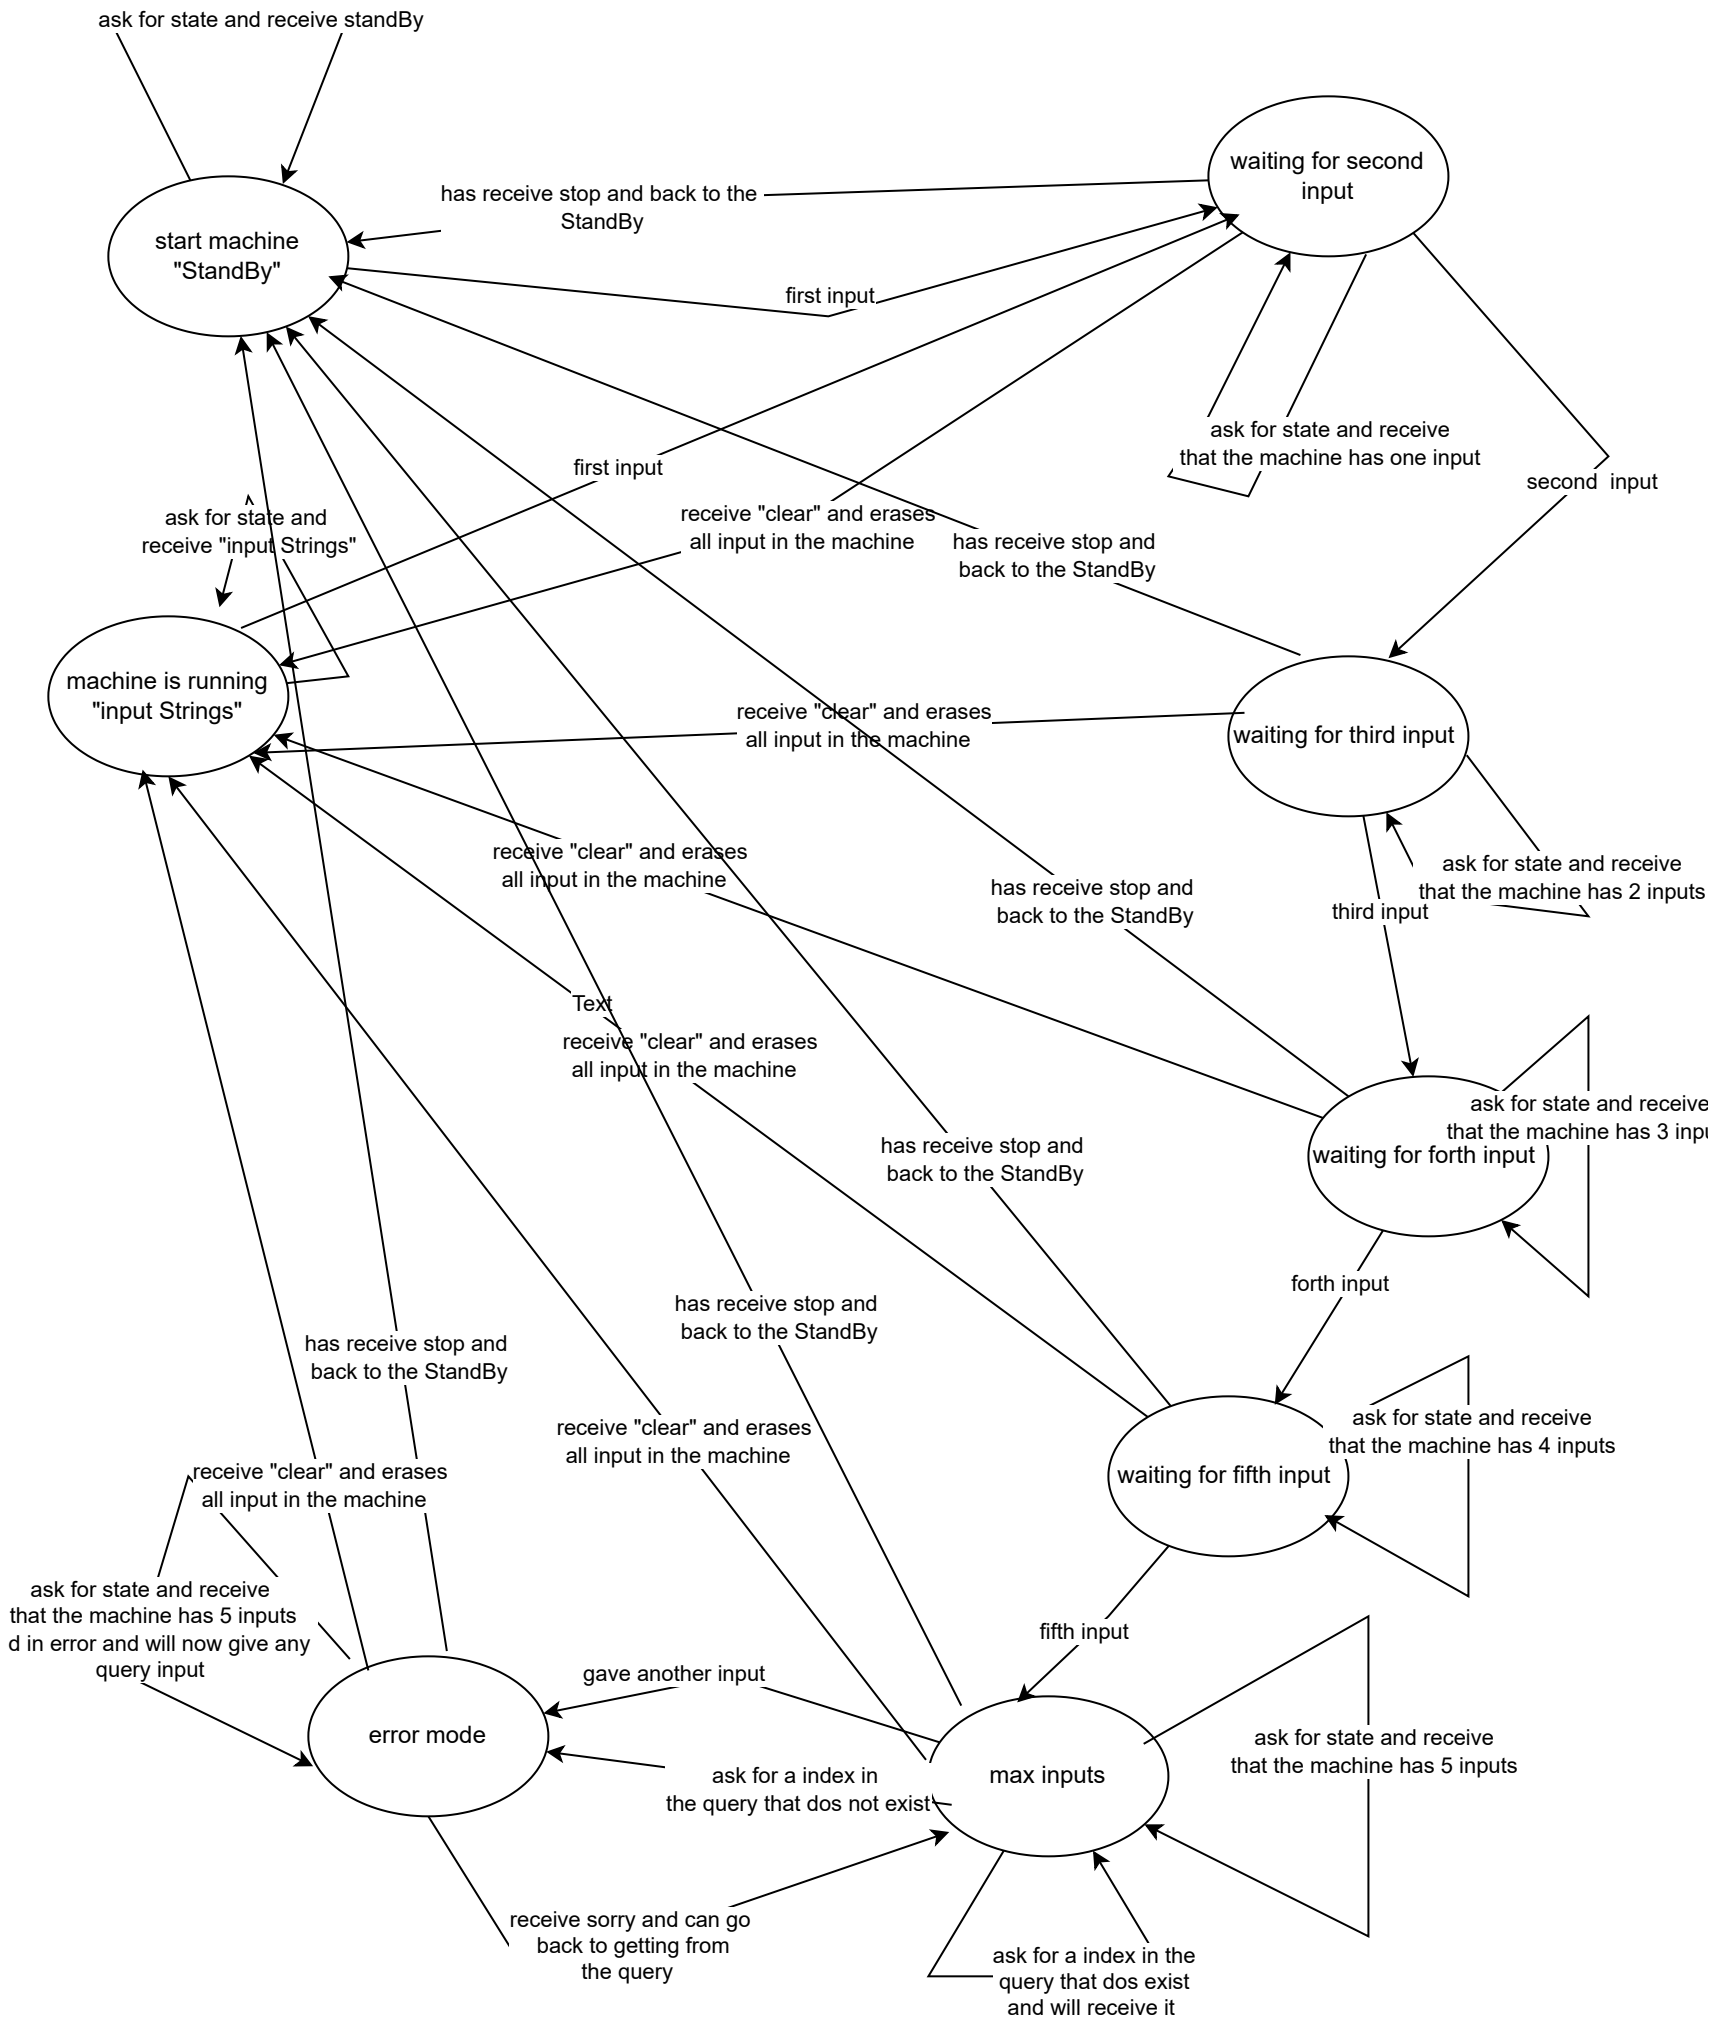 ask for state and receive standBy
waiting for second
input
has receive stop and back to the
StandBy
start machine
"StandBy"
first input
ask for state and receive
that the machine has one input
first input
second  input
ask for state and
receive "input Strings"
receive "clear" and erases
all input in the machine
has receive stop and
back to the StandBy
machine is running
"input Strings"
receive "clear" and erases
all input in the machine
waiting for third input
receive "clear" and erases
all input in the machine
has receive stop and
back to the StandBy
ask for state and receive
that the machine has 2 inputs
third input
Text
receive "clear" and erases
all input in the machine
has receive stop and
back to the StandBy
ask for state and receive
that the machine has 3 inpu
waiting for forth input
forth input
has receive stop and
back to the StandBy
has receive stop and
back to the StandBy
receive "clear" and erases
all input in the machine
ask for state and receive
that the machine has 4 inputs
waiting for fifth input
receive "clear" and erases
all input in the machine
ask for state and receive
that the machine has 5 inputs
d in error and will now give any
query input
fifth input
gave another input
error mode
ask for a index in
the query that dos not exist
max inputs
ask for state and receive
that the machine has 5 inputs
receive sorry and can go
back to getting from
the query
ask for a index in the
query that dos exist
and will receive it